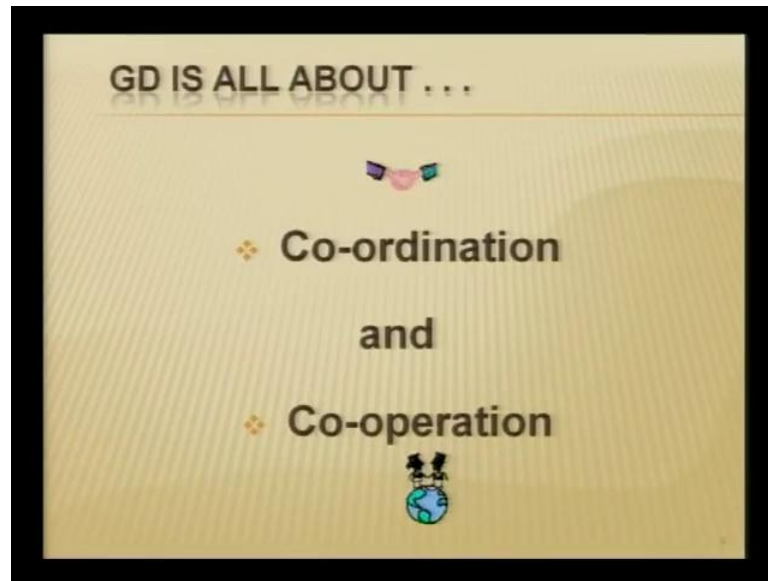 GD IS ALL ABOUT . . .
Co-ordination
and
Co-operation